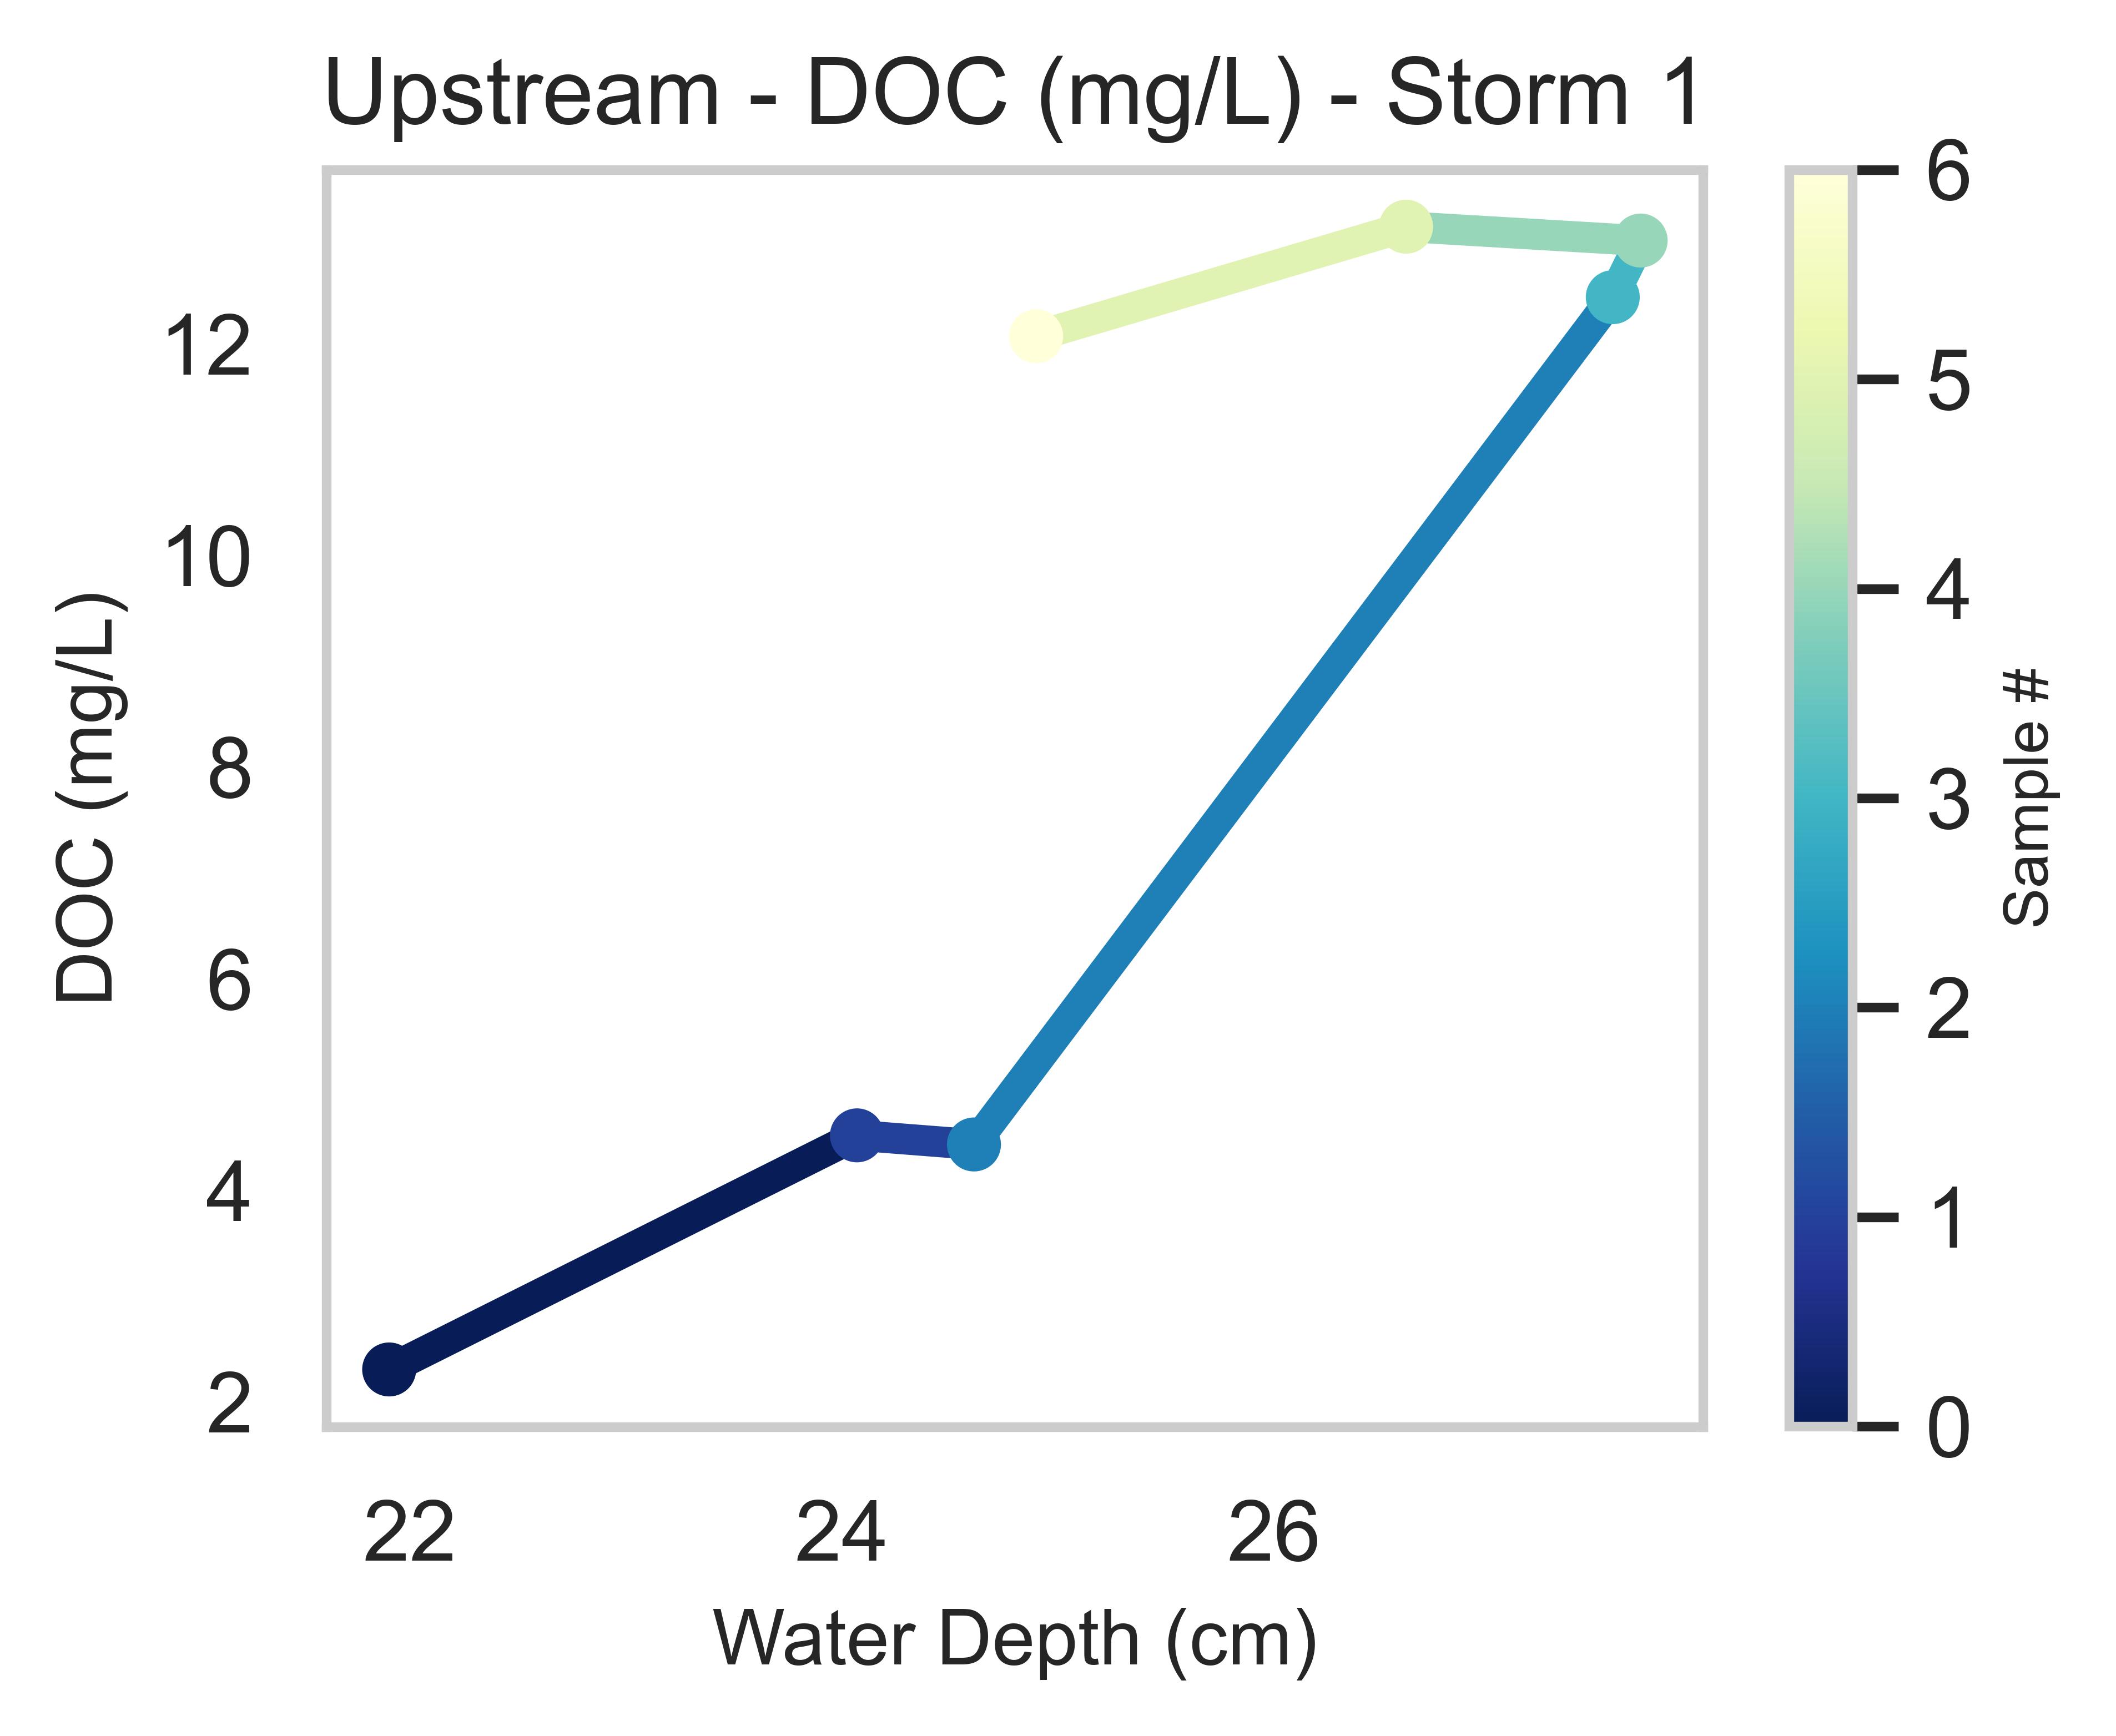 Upstream - DOC (mg/L) - Storm 1
DOC (mg/L)
12
10
8
6
4
2
22 24 26
Water Depth (cm)
6
5
4
3
2
1
0
Sample #